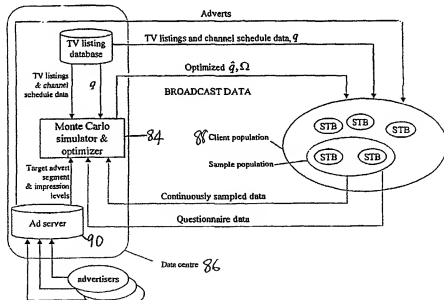 Adverts
TV listing
database
TV listings and channel schedule data, q
TV listings
& channel
schedule data
q
Optimized ĝ, Ω
BROADCAST DATA
Monte Carlo
simulator &
optimizer
84
88 Client population
STB STB STB
Sample population
STB STB
Target advert
segment &
impression
levels
Continuously sampled data
Questionnaire data
Ad server
90
Data centre 86
advertisers